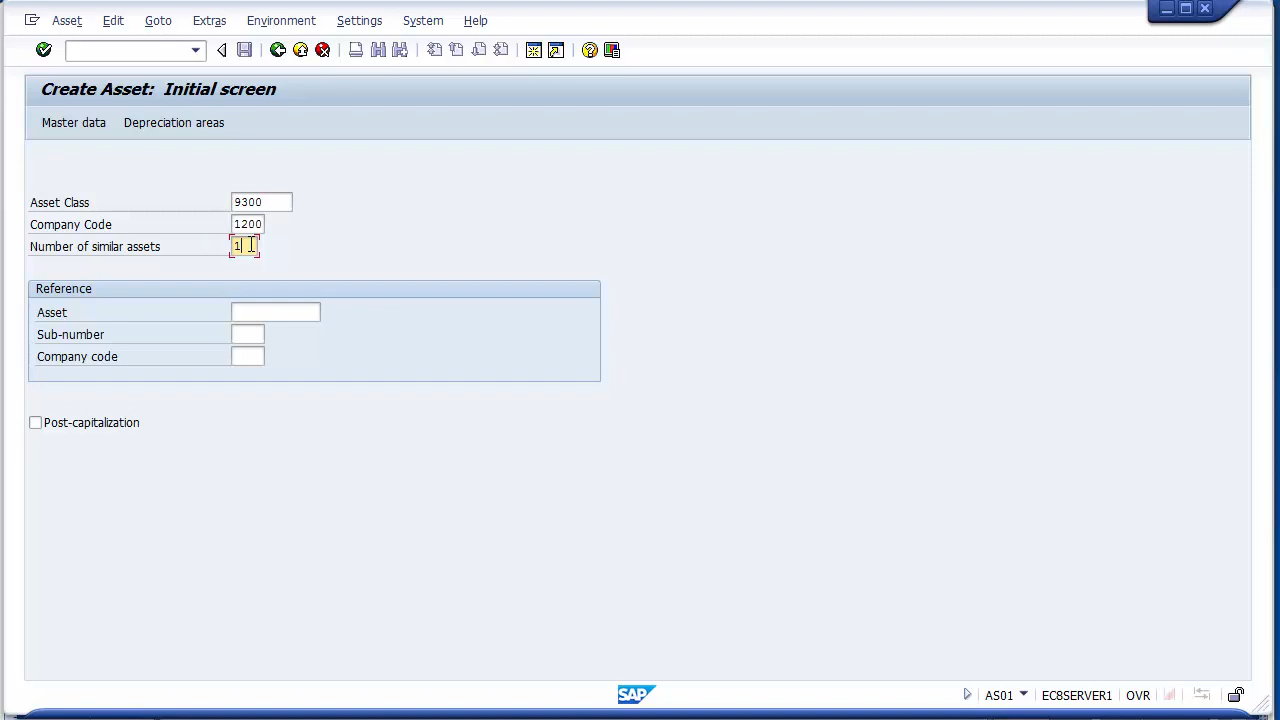 Asset Edit Goto Extras Environment Settings System Help
Create Asset: Initial screen
Master data Depreciation areas
Asset Class 9300
Company Code 1200
Number of similar assets 1
Reference
Asset
Sub-number
Company code
Post-capitalization
SAP AS01 EC8SERVER1 OVR